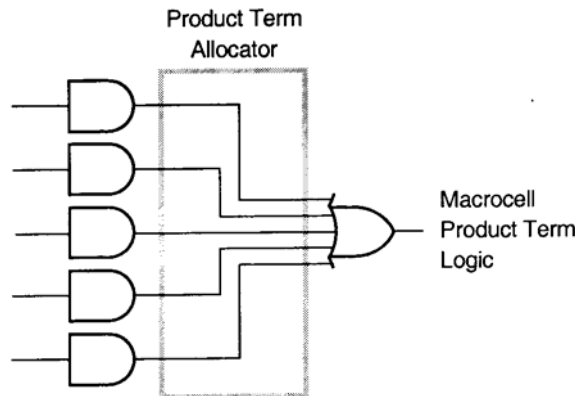 Product Term
Allocator
Macrocell
Product Term
Logic